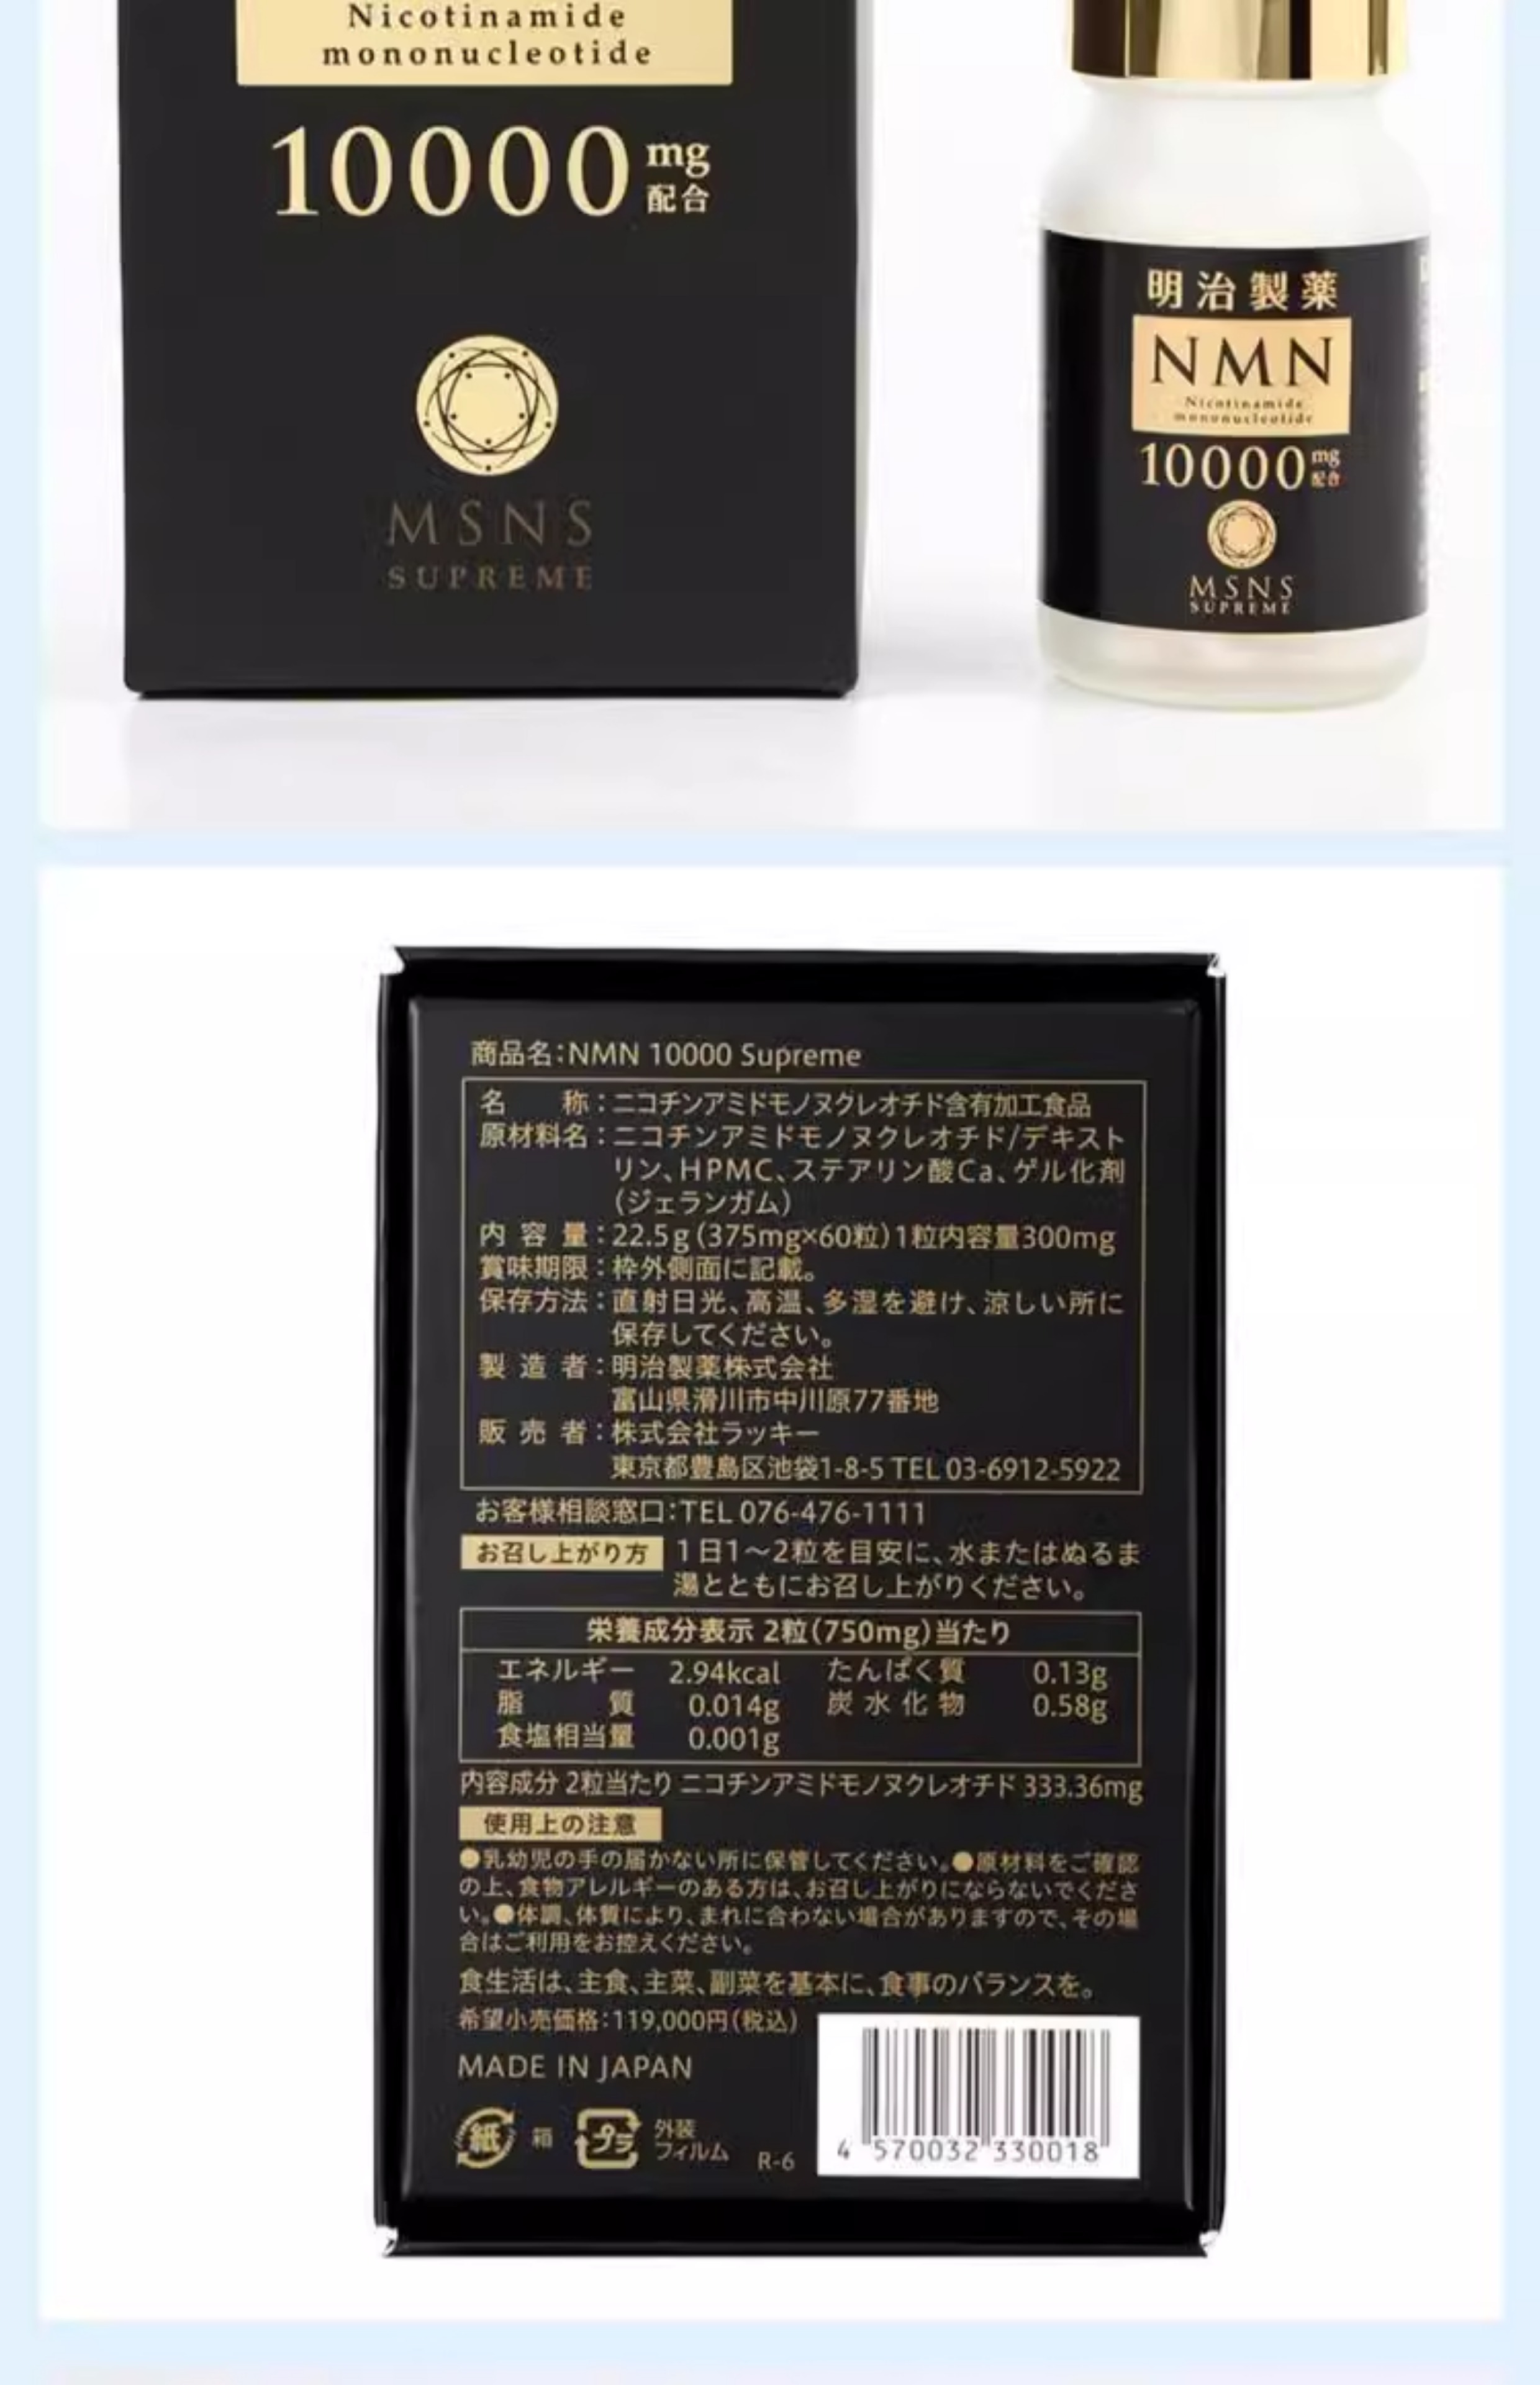 Nicotinamide
mononucleotide
10000 mg
配合
MSNS
SUPREME
明治製薬
NMN
Nicotinamide
mononucleotide
10000 mg
配合
MSNS
SUPREME
商品名：NMN 10000 Supreme
名　　称：ニコチンアミドモノヌクレオチド含有加工食品
原材料名：ニコチンアミドモノヌクレオチド/デキスト
リン、HPMC、ステアリン酸Ca、ゲル化剤
（ジェランガム）
内容量：22.5g（375mg×60粒）1粒内容量300mg
賞味期限：枠外側面に記載。
保存方法：直射日光、高温、多湿を避け、涼しい所に
保存してください。
製造者：明治製薬株式会社
富山県滑川市中川原77番地
販売者：株式会社ラッキー
東京都豊島区池袋1-8-5 TEL 03-6912-5922
お客様相談窓口：TEL 076-476-1111
お召し上がり方 1日1～2粒を目安に、水またはぬるま
湯とともにお召し上がりください。
栄養成分表示 2粒（750mg）当たり
エネルギー 2.94kcal たんぱく質 0.13g
脂質 0.014g 炭水化物 0.58g
食塩相当量 0.001g
内容成分 2粒当たり ニコチンアミドモノヌクレオチド 333.36mg
使用上の注意
●乳幼児の手の届かない所に保管してください。●原材料をご確認
の上、食物アレルギーのある方は、お召し上がりにならないでくださ
い。●体調、体質により、まれに合わない場合がありますので、その場
合はご利用をお控えください。
食生活は、主食、主菜、副菜を基本に、食事のバランスを。
希望小売価格：119,000円（税込）
MADE IN JAPAN
紙 箱 プラ 外装
フィルム R-6
4 570032 330018